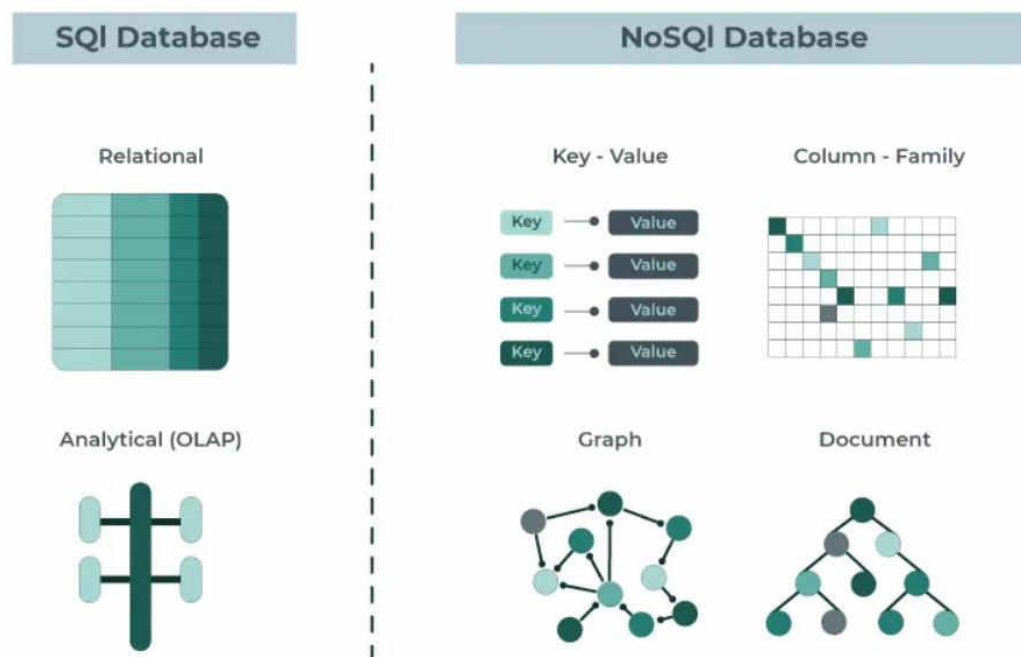 SQl Database
NoSQl Database
Relational
Key - Value
Column - Family
Key Value
Key Value
Key Value
Key Value
Analytical (OLAP)
Graph
Document